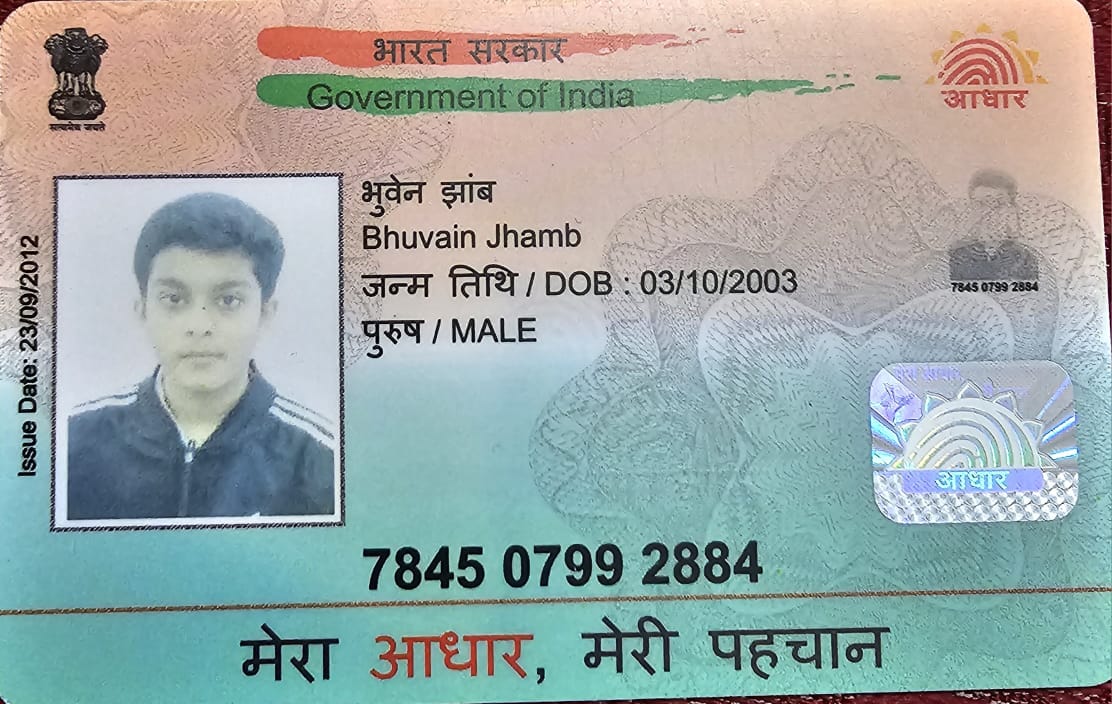 सत्यमेव जयते
भारत सरकार
Government of India
आधार
Issue Date: 23/09/2012
भुवेन झांब
Bhuvain Jhamb
जन्म तिथि / DOB : 03/10/2003
पुरुष / MALE
7845 0799 2884
आधार
7845 0799 2884
मेरा आधार, मेरी पहचान